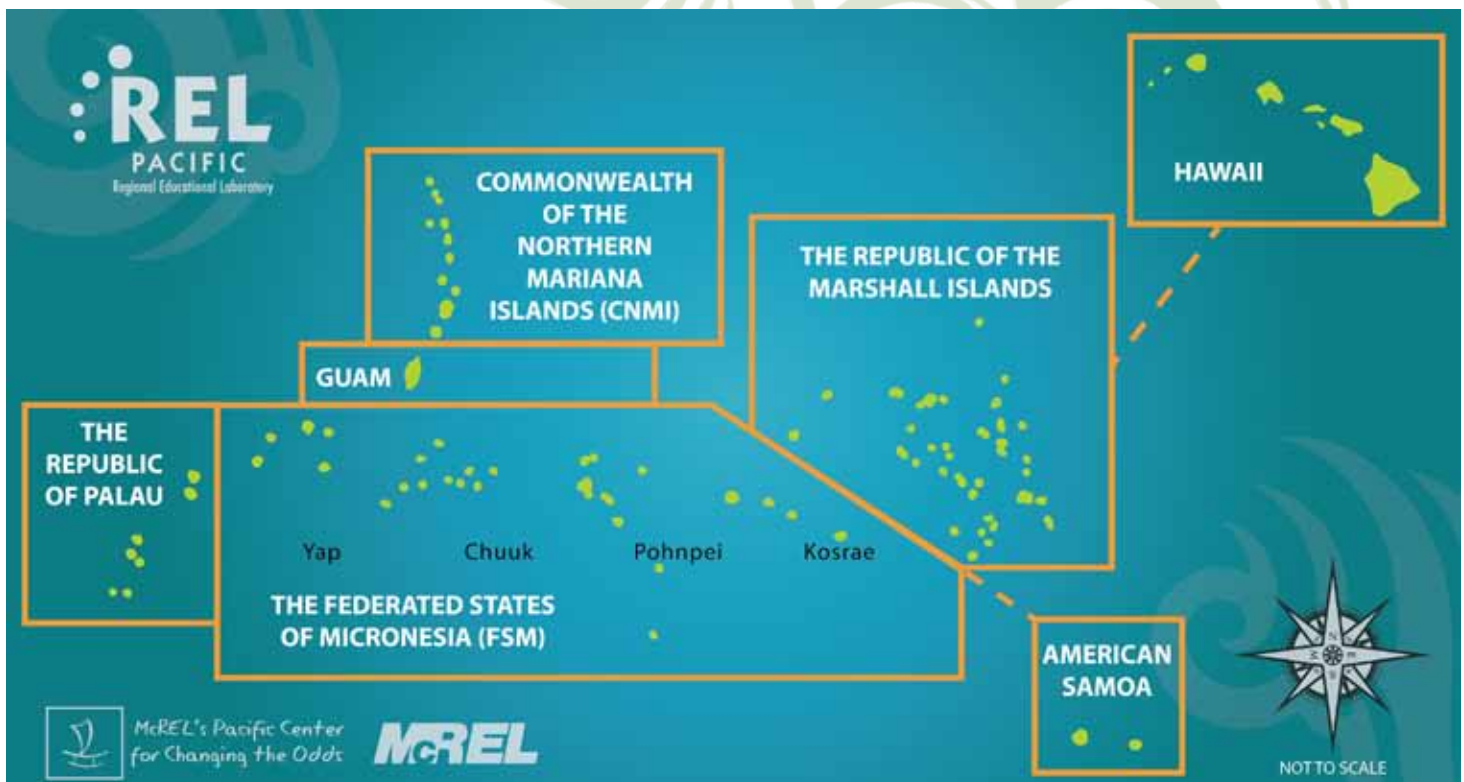 REL
PACIFIC
Regional Educational Laboratory
COMMONWEALTH
OF THE
NORTHERN
MARIANA
ISLANDS (CNMI)
HAWAII
THE REPUBLIC OF THE
MARSHALL ISLANDS
GUAM
THE
REPUBLIC
OF PALAU
Yap
Chuuk
Pohnpei
Kosrae
THE FEDERATED STATES
OF MICRONESIA (FSM)
AMERICAN
SAMOA
McREL's Pacific Center
for Changing the Odds
McREL
N
E
S
W
NOT TO SCALE